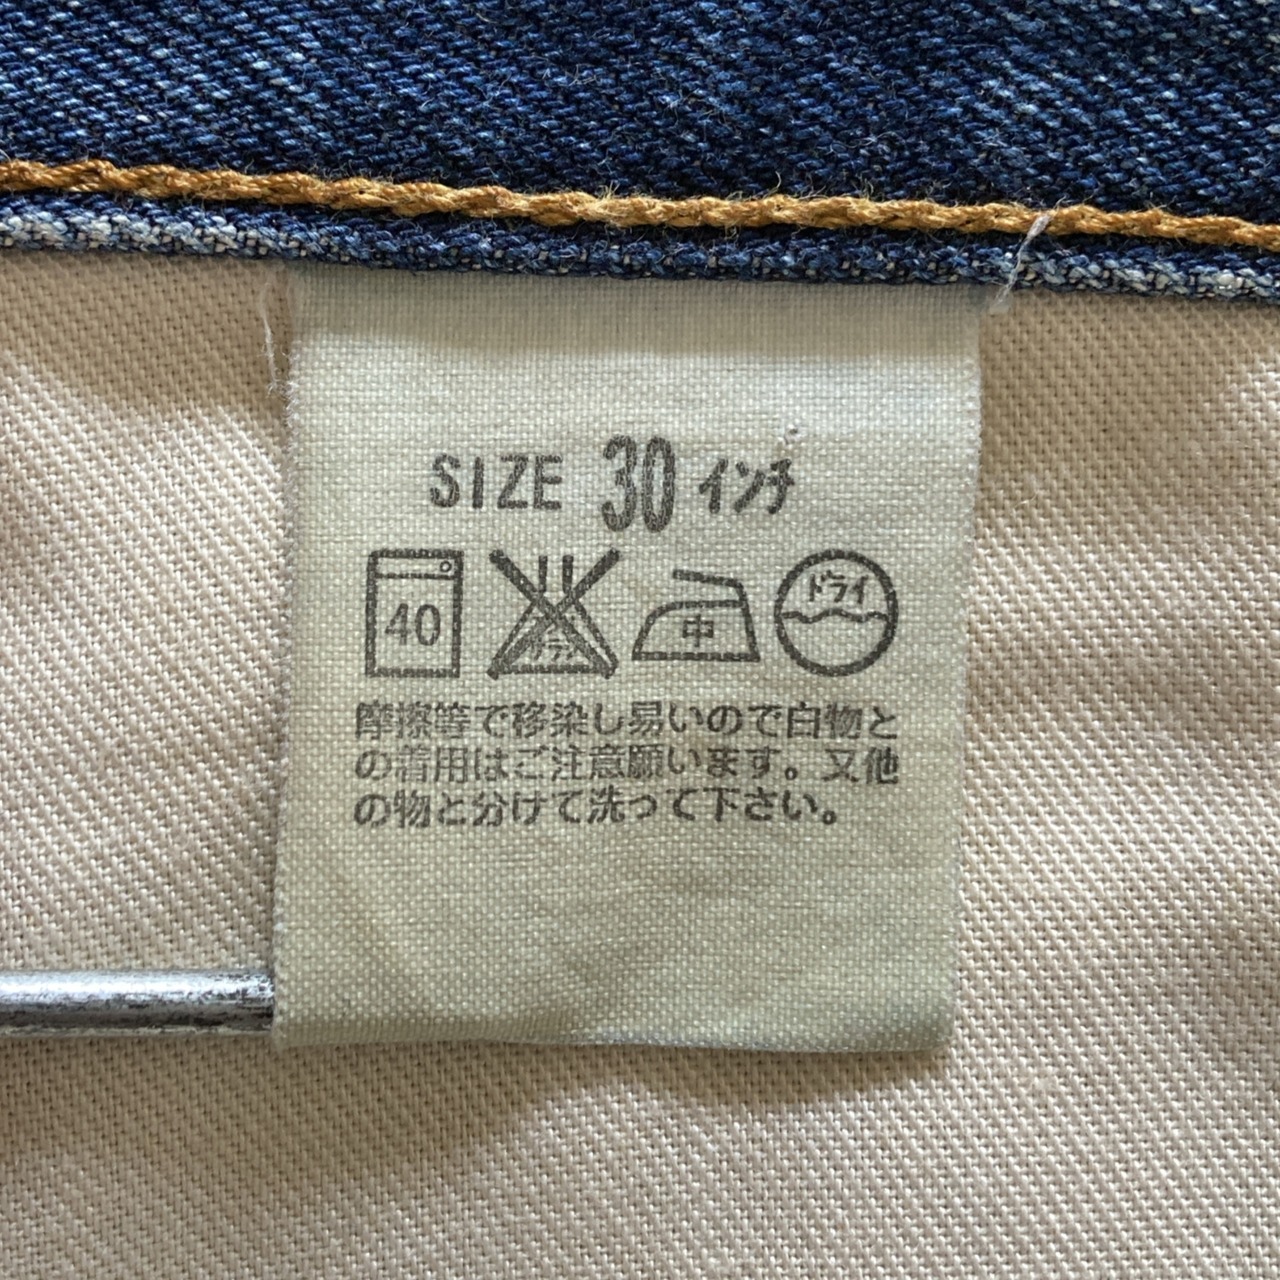 SIZE 30 インチ
40 中 ドライ
摩擦等で移染し易いので白物と
の着用はご注意願います。又他
の物と分けて洗って下さい。